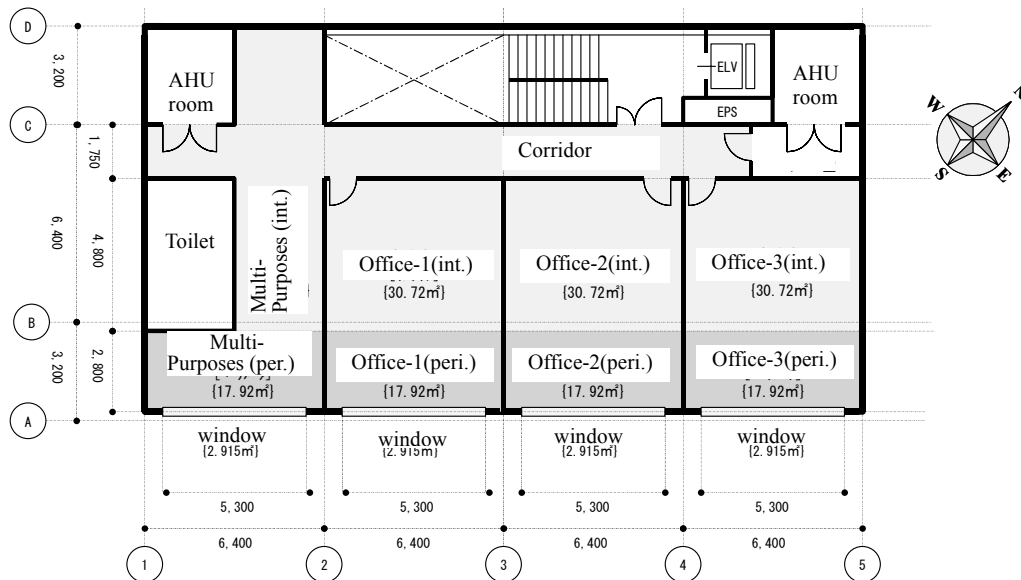 D
3,200
AHU
room
ELV
AHU
room
EPS
C
1,750
Corridor
N
W
S
E
6,400
4,800
Toilet
Multi-
Purposes (int.)
Office-1(int.)
{30.72㎡}
Office-2(int.)
{30.72㎡}
Office-3(int.)
{30.72㎡}
B
3,200
2,800
Multi-
Purposes (per.)
{17.92㎡}
Office-1(peri.)
{17.92㎡}
Office-2(peri.)
{17.92㎡}
Office-3(peri.)
{17.92㎡}
A
window
{2.915㎡}
window
{2.915㎡}
window
{2.915㎡}
window
{2.915㎡}
5,300
5,300
5,300
5,300
6,400
6,400
6,400
6,400
1
2
3
4
5